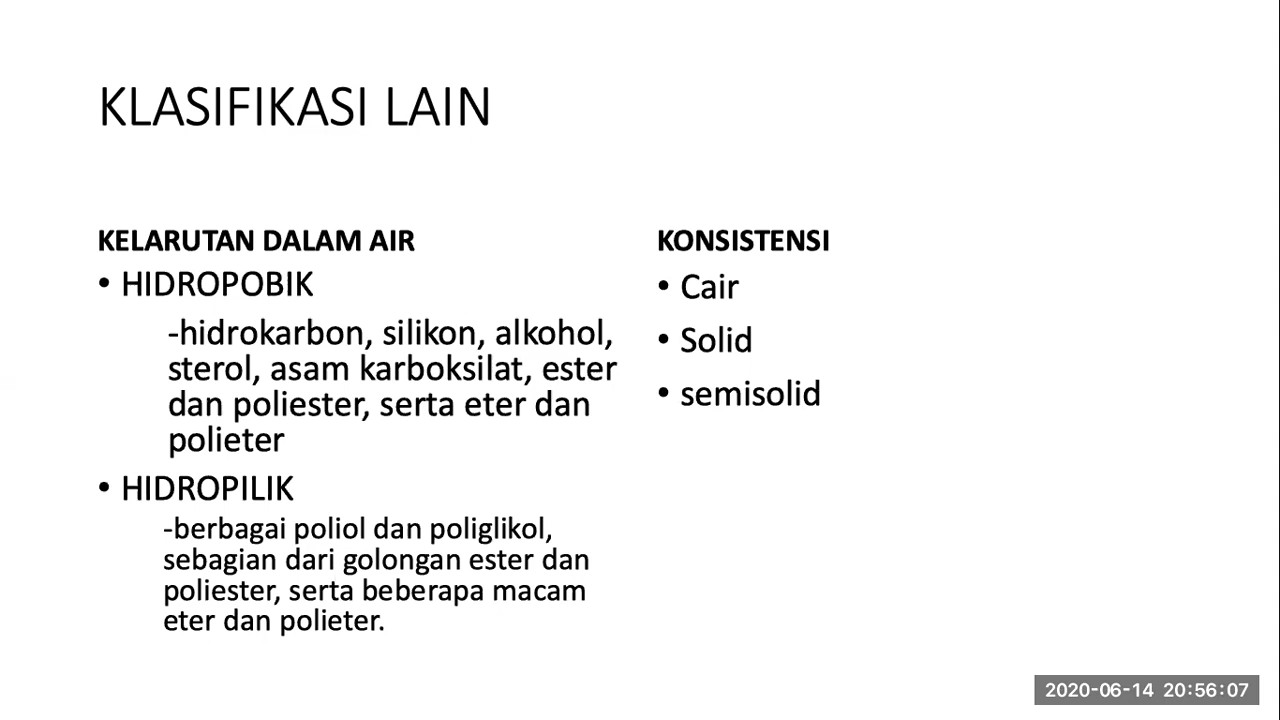 KLASIFIKASI LAIN
KELARUTAN DALAM AIR
• HIDROPOBIK
-hidrokarbon, silikon, alkohol,
sterol, asam karboksilat, ester
dan poliester, serta eter dan
polieter
• HIDROPILIK
-berbagai poliol dan poliglikol,
sebagian dari golongan ester dan
poliester, serta beberapa macam
eter dan polieter.
KONSISTENSI
• Cair
• Solid
• semisolid
2020-06-14 20:56:07